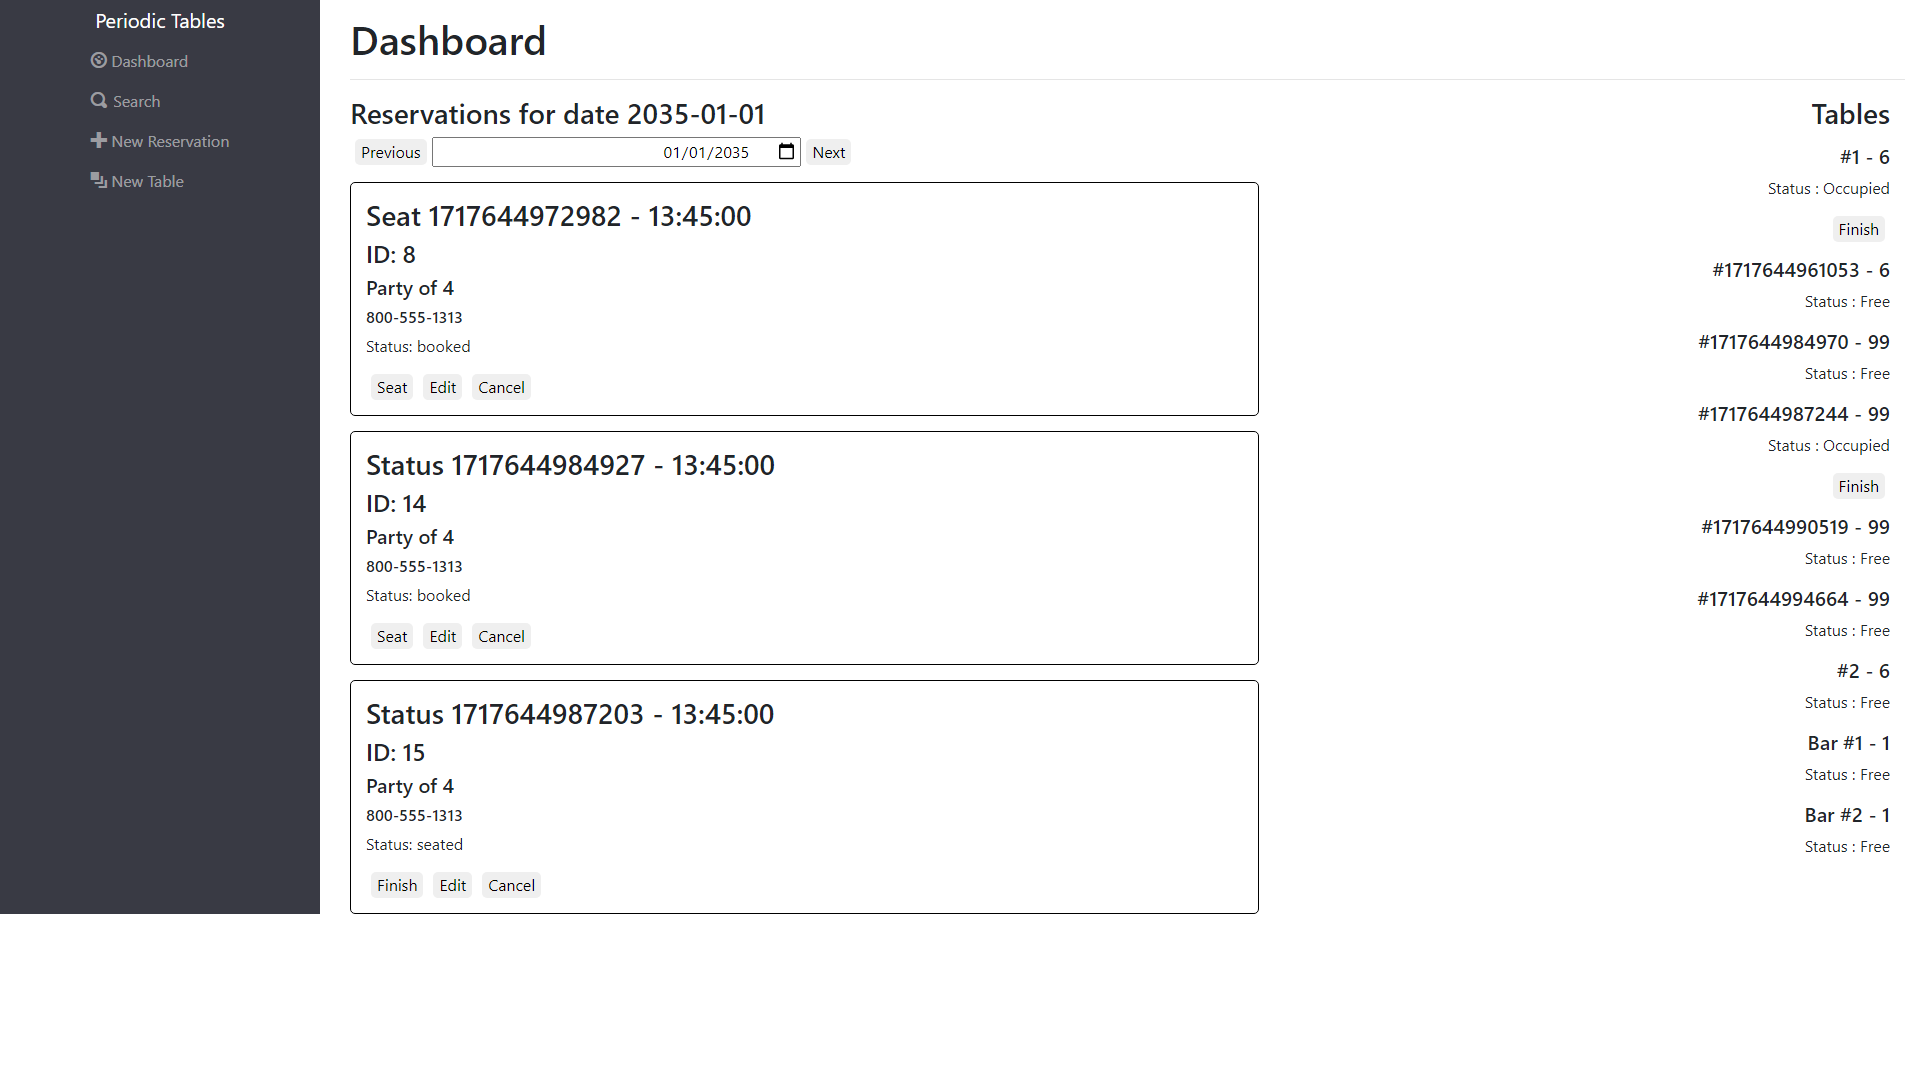 Periodic Tables
Dashboard
Search
New Reservation
New Table
Dashboard
Reservations for date 2035-01-01
Previous 01/01/2035 Next
Seat 1717644972982 - 13:45:00
ID: 8
Party of 4
800-555-1313
Status: booked
Seat Edit Cancel
Status 1717644984927 - 13:45:00
ID: 14
Party of 4
800-555-1313
Status: booked
Seat Edit Cancel
Status 1717644987203 - 13:45:00
ID: 15
Party of 4
800-555-1313
Status: seated
Finish Edit Cancel
Tables
#1 - 6
Status : Occupied
Finish
#1717644961053 - 6
Status : Free
#1717644984970 - 99
Status : Free
#1717644987244 - 99
Status : Occupied
Finish
#1717644990519 - 99
Status : Free
#1717644994664 - 99
Status : Free
#2 - 6
Status : Free
Bar #1 - 1
Status : Free
Bar #2 - 1
Status : Free